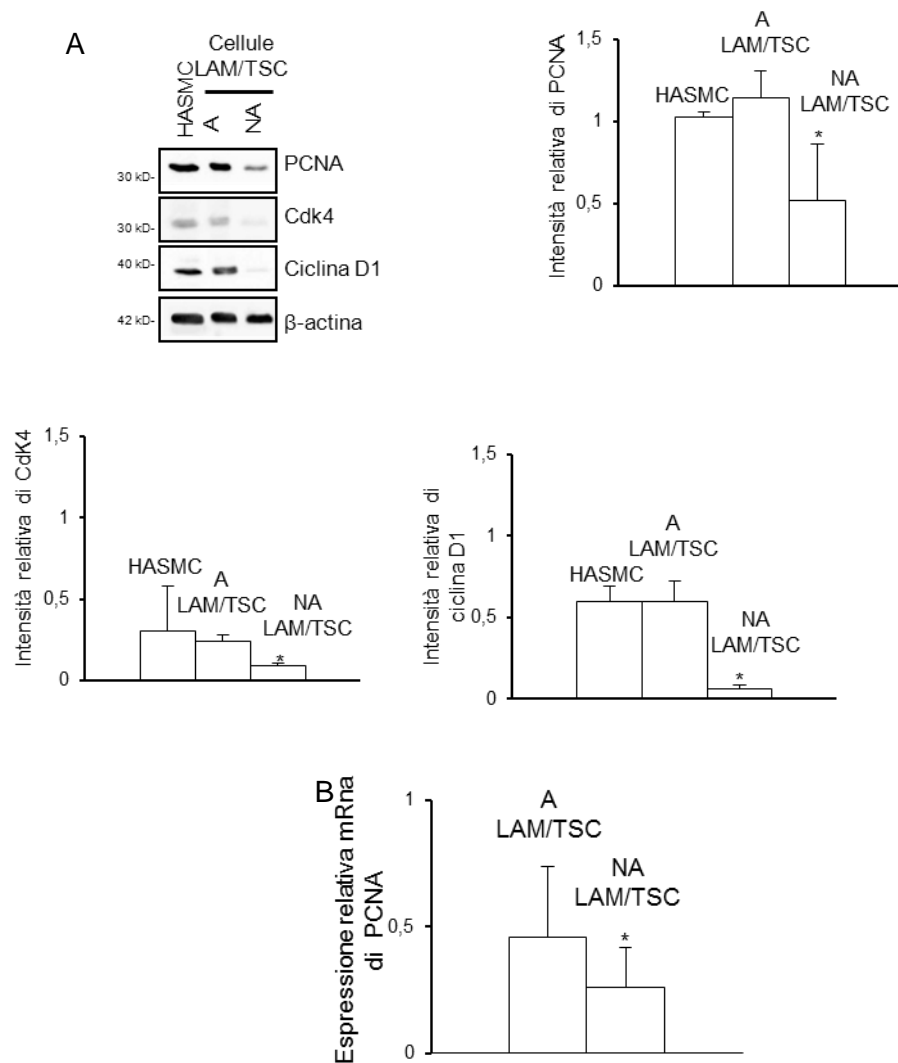 A
Cellule
LAM/TSC
HASMC
A
NA
30 kD-
PCNA
30 kD-
Cdk4
40 kD-
Ciclina D1
42 kD-
β-actina
Intensità relativa di PCNA
1,5
1
0,5
0
HASMC
A
LAM/TSC
NA
LAM/TSC
*
Intensità relativa di CdK4
1,5
1
0,5
0
HASMC
A
LAM/TSC
NA
LAM/TSC
*
Intensità relativa di
ciclina D1
1,5
1
0,5
0
HASMC
A
LAM/TSC
NA
LAM/TSC
*
B
Espressione relativa mRna
di PCNA
1
0,5
0
A
LAM/TSC
NA
LAM/TSC
*